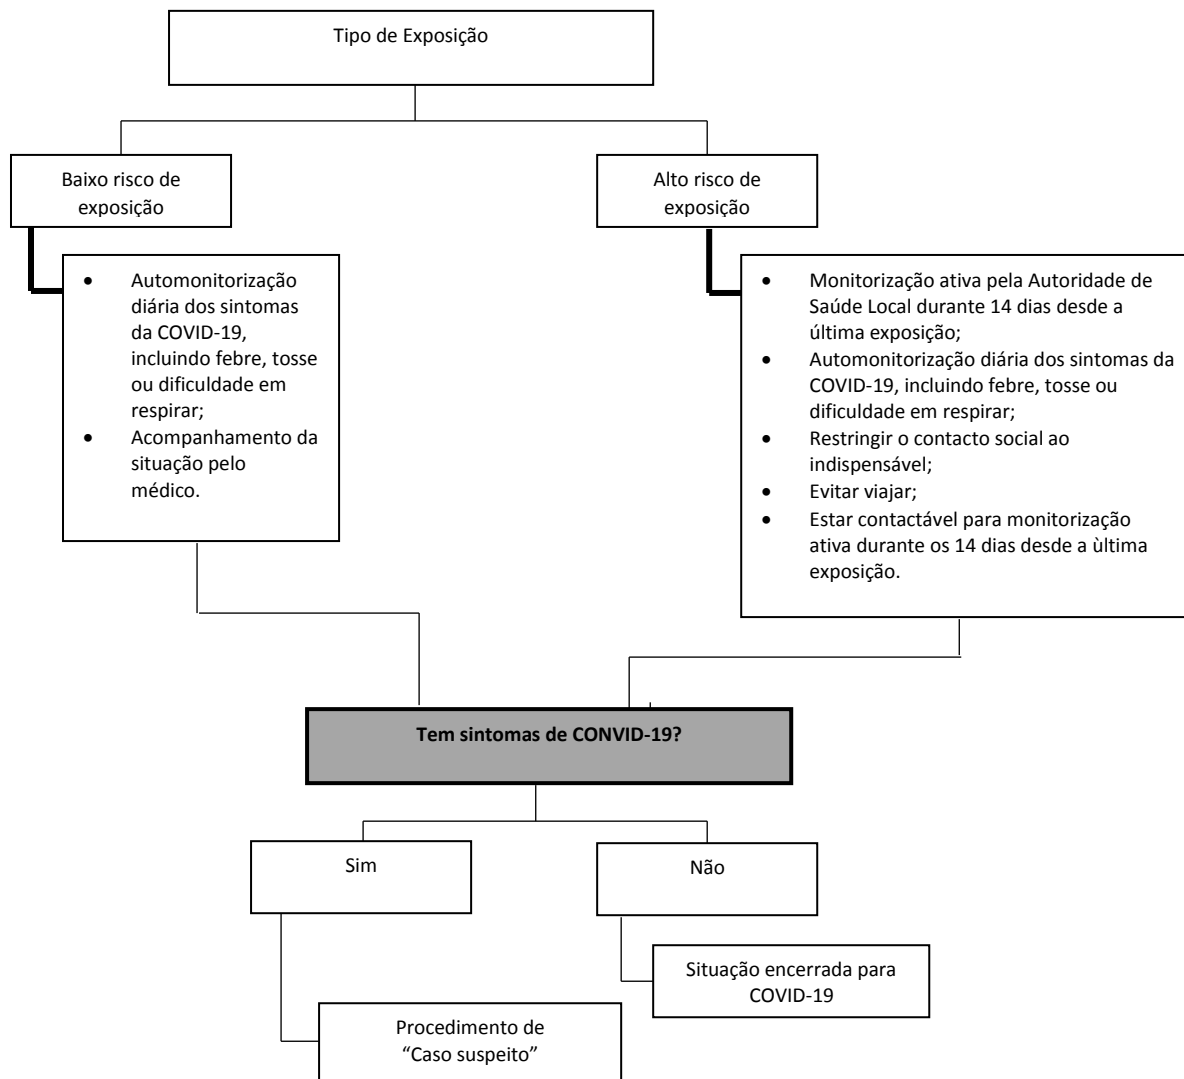 Tipo de Exposição
Baixo risco de
exposição
Alto risco de
exposição
• Automonitorização
diária dos sintomas
da COVID-19,
incluindo febre, tosse
ou dificuldade em
respirar;
• Acompanhamento da
situação pelo
médico.
• Monitorização ativa pela Autoridade de
Saúde Local durante 14 dias desde a
última exposição;
• Automonitorização diária dos sintomas da
COVID-19, incluindo febre, tosse ou
dificuldade em respirar;
• Restringir o contacto social ao
indispensável;
• Evitar viajar;
• Estar contactável para monitorização
ativa durante os 14 dias desde a ùltima
exposição.
Tem sintomas de CONVID-19?
Sim
Não
Situação encerrada para
COVID-19
Procedimento de
“Caso suspeito”